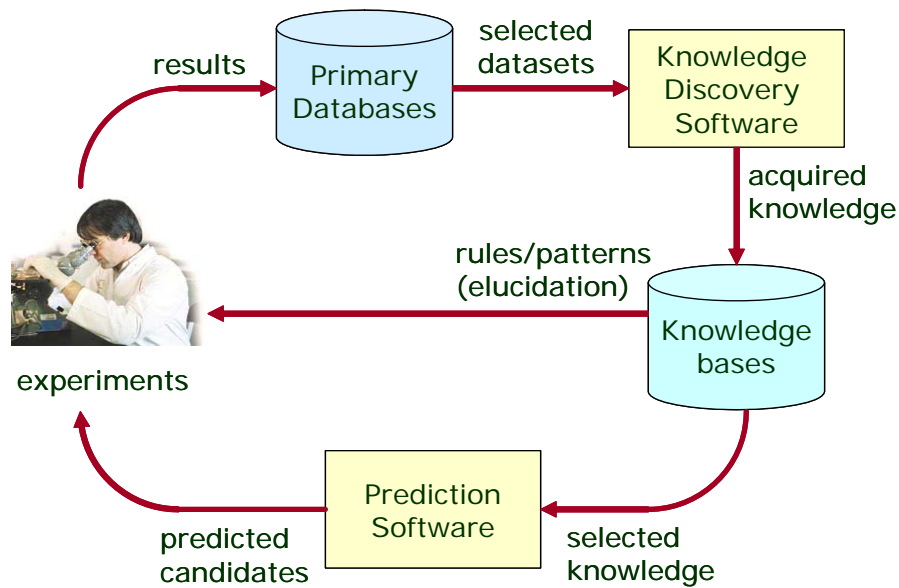 results
Primary
Databases
selected
datasets
Knowledge
Discovery
Software
acquired
knowledge
rules/patterns
(elucidation)
Knowledge
bases
experiments
Prediction
Software
predicted
candidates
selected
knowledge